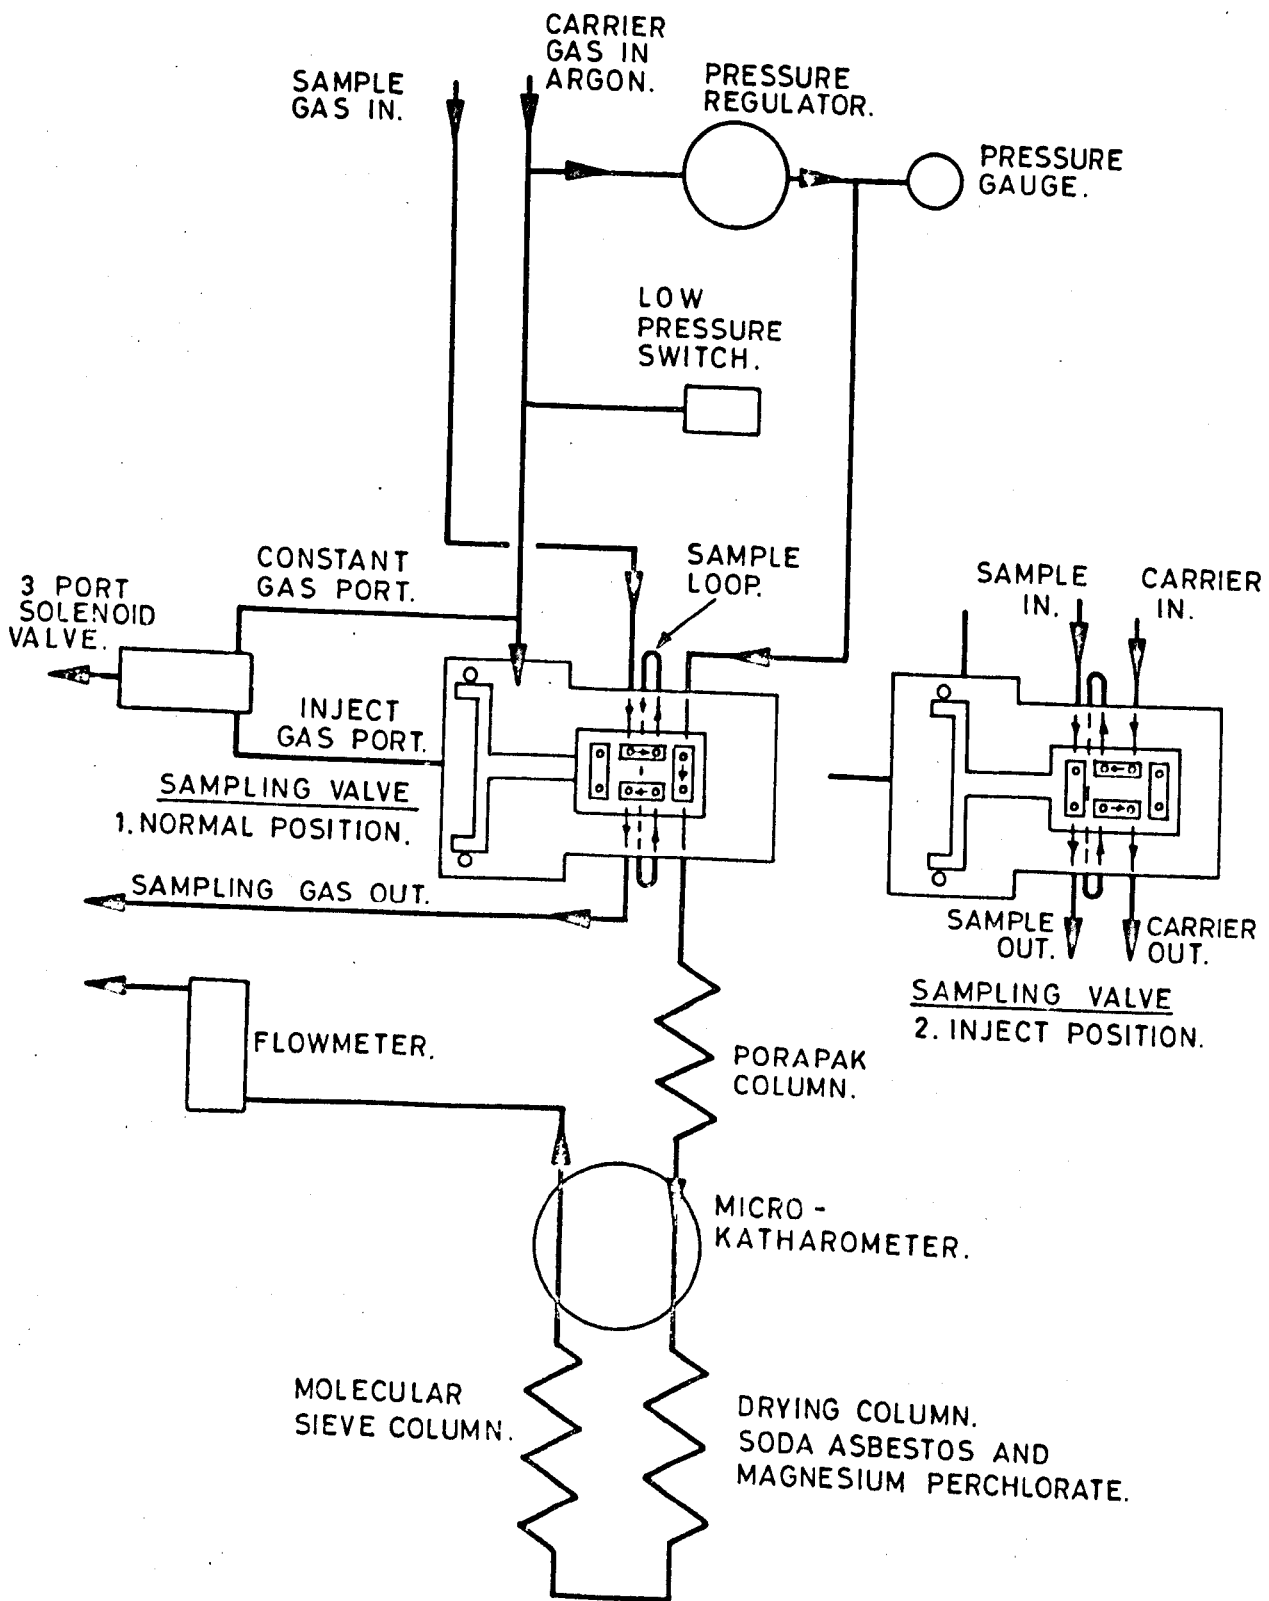 CARRIER
GAS IN
ARGON.
SAMPLE
GAS IN.
PRESSURE
REGULATOR.
PRESSURE
GAUGE.
LOW
PRESSURE
SWITCH.
CONSTANT
GAS PORT.
SAMPLE
LOOP.
3 PORT
SOLENOID
VALVE.
SAMPLE
IN.
CARRIER
IN.
INJECT
GAS PORT.
SAMPLING VALVE
1. NORMAL POSITION.
SAMPLING GAS OUT.
SAMPLE
OUT.
CARRIER
OUT.
SAMPLING VALVE
2. INJECT POSITION.
FLOWMETER.
PORAPAK
COLUMN.
MICRO-
KATHAROMETER.
MOLECULAR
SIEVE COLUMN.
DRYING COLUMN.
SODA ASBESTOS AND
MAGNESIUM PERCHLORATE.